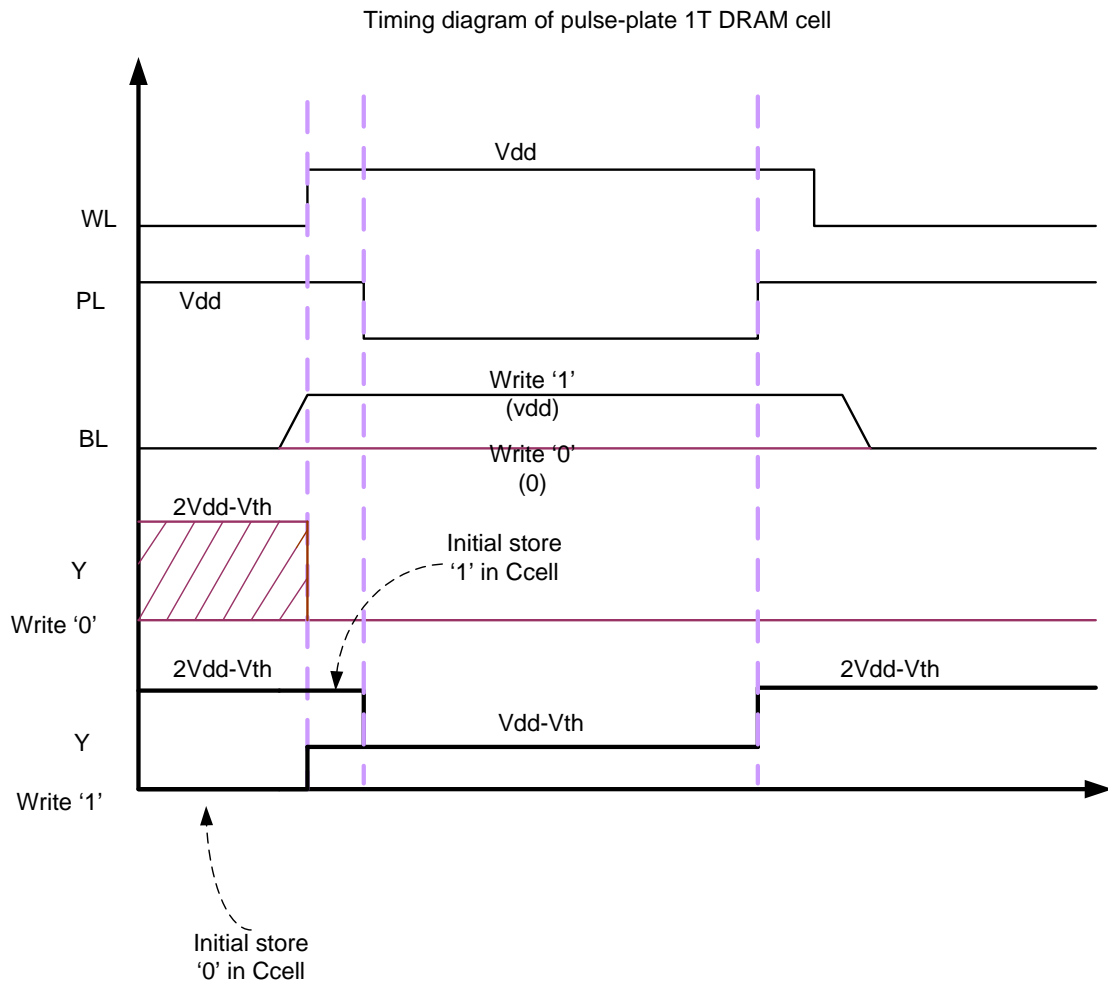 Timing diagram of pulse-plate 1T DRAM cell
Vdd
WL
PL
Vdd
Write ‘1’
(vdd)
BL
Write ‘0’
(0)
2Vdd-Vth
Initial store
‘1’ in Ccell
Y
Write ‘0’
2Vdd-Vth
2Vdd-Vth
Vdd-Vth
Y
Write ‘1’
Initial store
‘0’ in Ccell